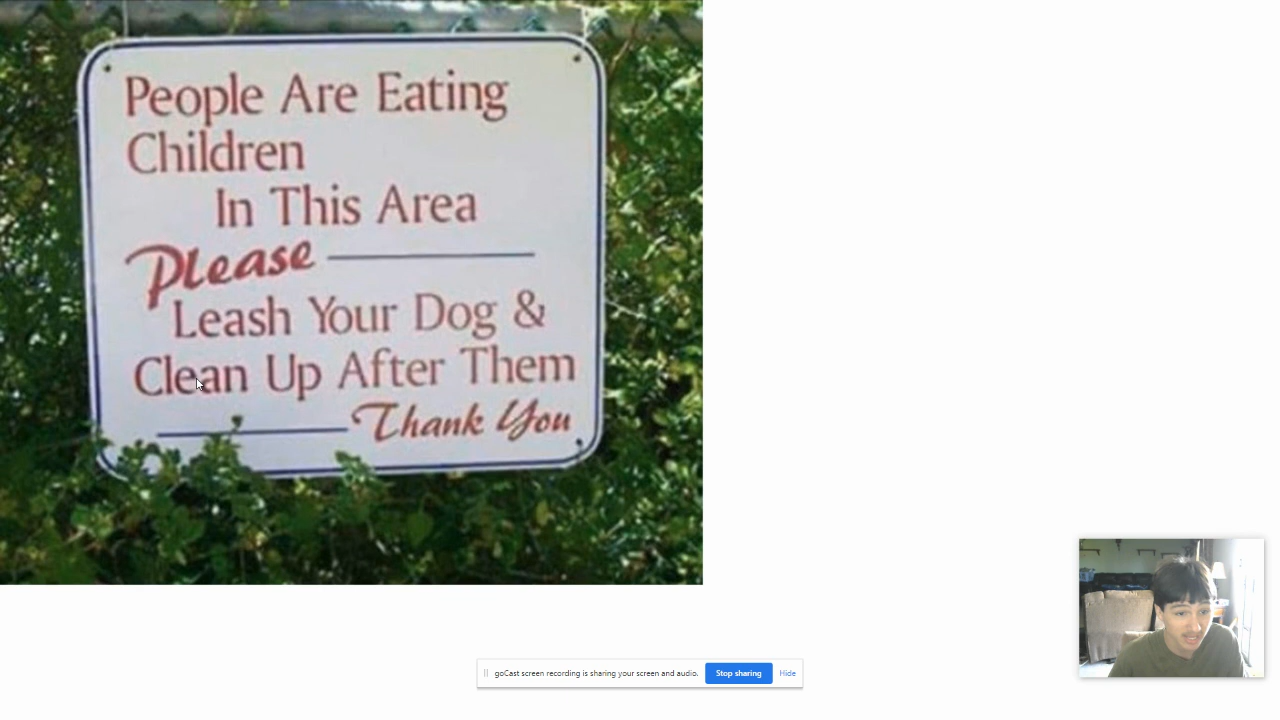 People Are Eating
Children
In This Area
Please
Leash Your Dog &
Clean Up After Them
Thank You
goCast screen recording is sharing your screen and audio.
Stop sharing
Hide